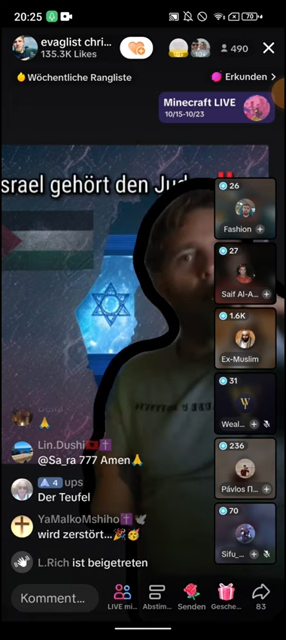 20:25
70
evaglist chri...
135.3K Likes
490
Wöchentliche Rangliste
Erkunden >
Minecraft LIVE
10/15-10/23
srael gehört den Jud
26
Fashion
27
Saif Al-A...
1.6K
Ex-Muslim
31
Weal...
236
Pávlos Π...
70
Sifu_...
🙏
Lin.Dushi🇦🇱✝️
@Sa_ra 777 Amen🙏
4 ups
Der Teufel
YaMalkoMshiho✝️🕊
wird zerstört...🎉🥳
L.Rich ist beigetreten
Komment...
LIVE mi...
Abstim...
Senden
Gesche...
83